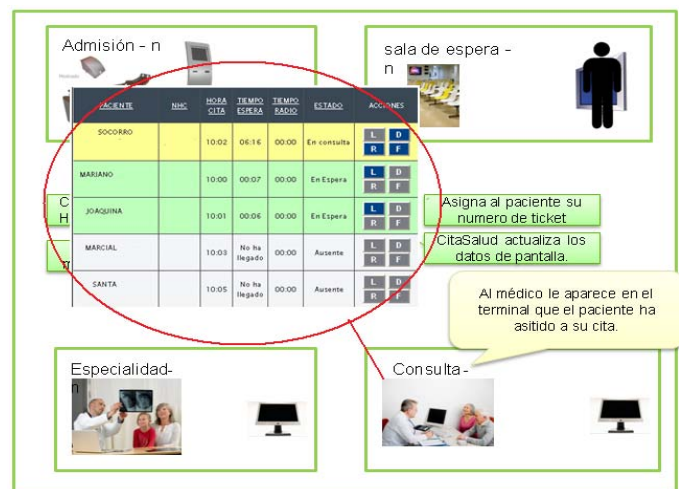 Admisión - n
sala de espera -
n
PACIENTE NHC HORA CITA TIEMPO ESPERA TIEMPO RADIO ESTADO ACCIONES
SOCORRO 10:02 06:16 00:00 En consulta L D R F
MARIANO 10:00 00:07 00:00 En Espera L D R F
JOAQUINA 10:01 00:06 00:00 En Espera L D R F
MARCIAL 10:03 No ha llegado 00:00 Ausente L D R F
SANTA 10:05 No ha llegado 00:00 Ausente L D R F
C
H
m
Asigna al paciente su
numero de ticket
CitaSalud actualiza los
datos de pantalla.
Al médico le aparece en el
terminal que el paciente ha
asitido a su cita.
Especialidad-
n
Consulta -